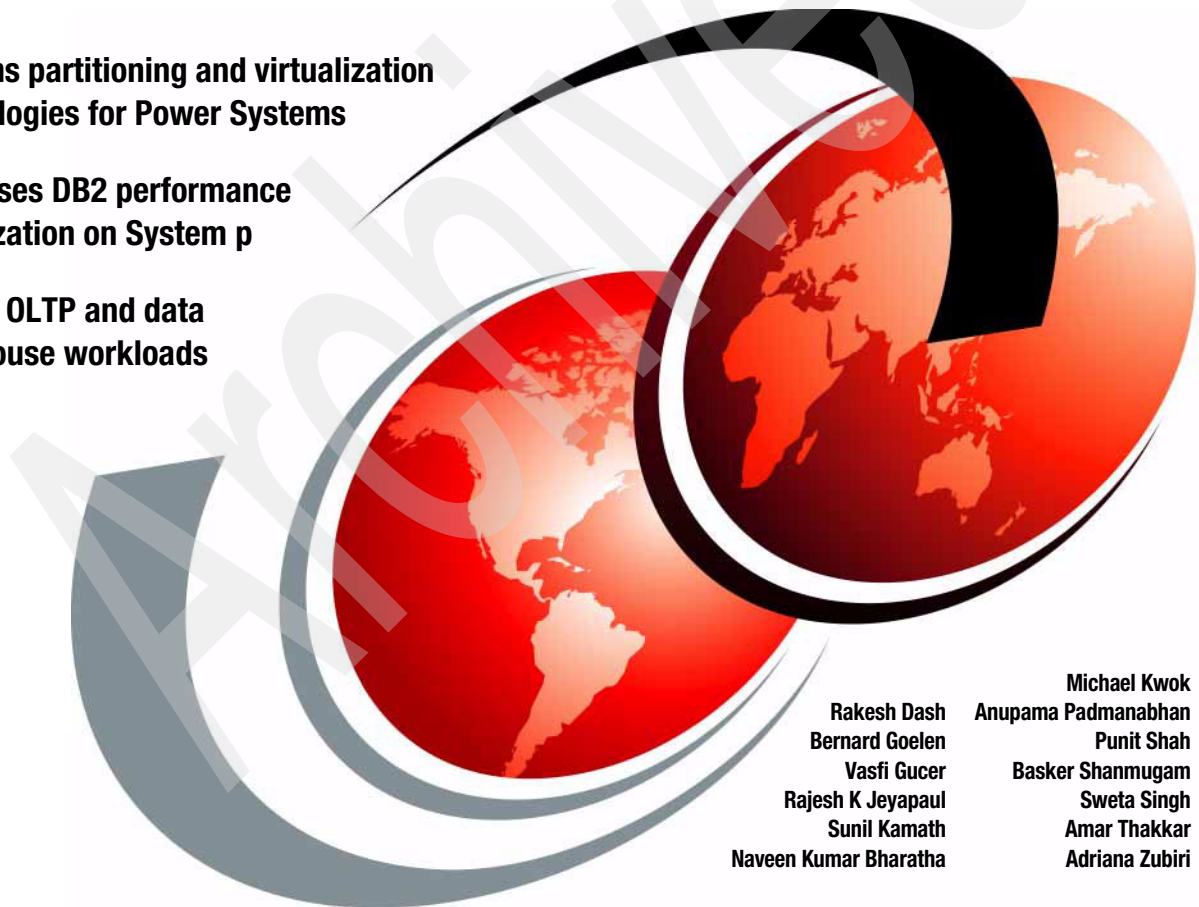 ns partitioning and virtualization
logies for Power Systems
ses DB2 performance
zation on System p
OLTP and data
ouse workloads
Michael Kwok
Rakesh Dash Anupama Padmanabhan
Bernard Goelen Punit Shah
Vasfi Gucer Basker Shanmugam
Rajesh K Jeyapaul Sweta Singh
Sunil Kamath Amar Thakkar
Naveen Kumar Bharatha Adriana Zubiri
Archive